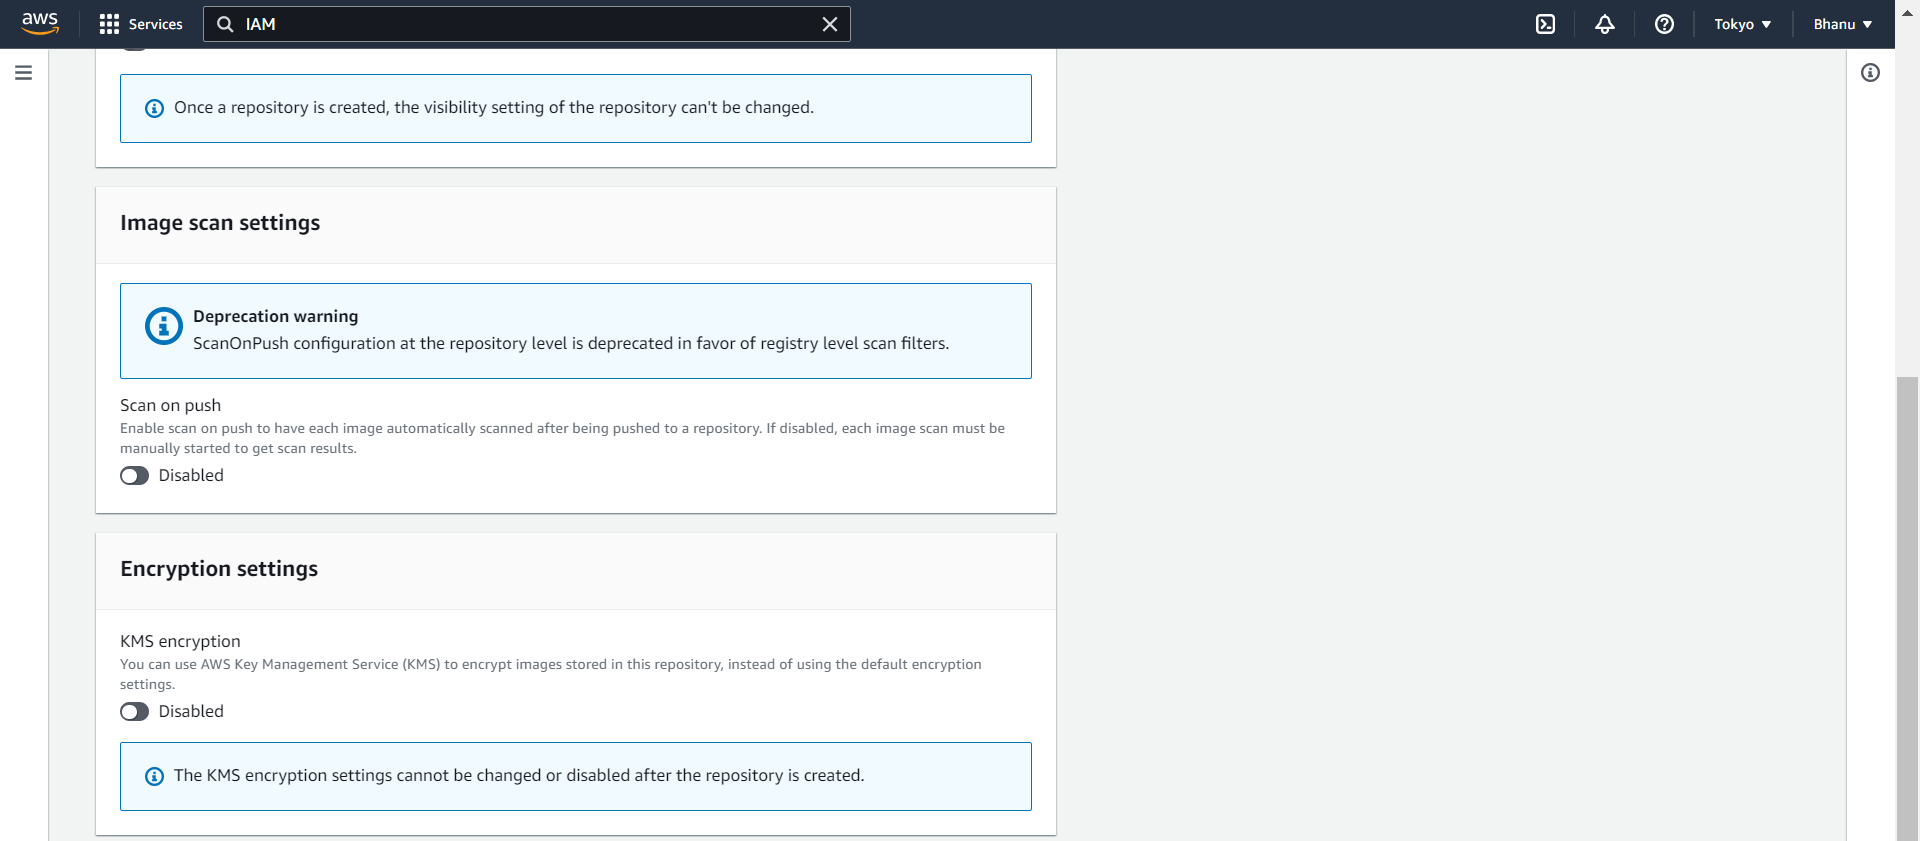 aws
Services
IAM
Tokyo
Bhanu
Once a repository is created, the visibility setting of the repository can't be changed.
Image scan settings
Deprecation warning
ScanOnPush configuration at the repository level is deprecated in favor of registry level scan filters.
Scan on push
Enable scan on push to have each image automatically scanned after being pushed to a repository. If disabled, each image scan must be
manually started to get scan results.
Disabled
Encryption settings
KMS encryption
You can use AWS Key Management Service (KMS) to encrypt images stored in this repository, instead of using the default encryption
settings.
Disabled
The KMS encryption settings cannot be changed or disabled after the repository is created.